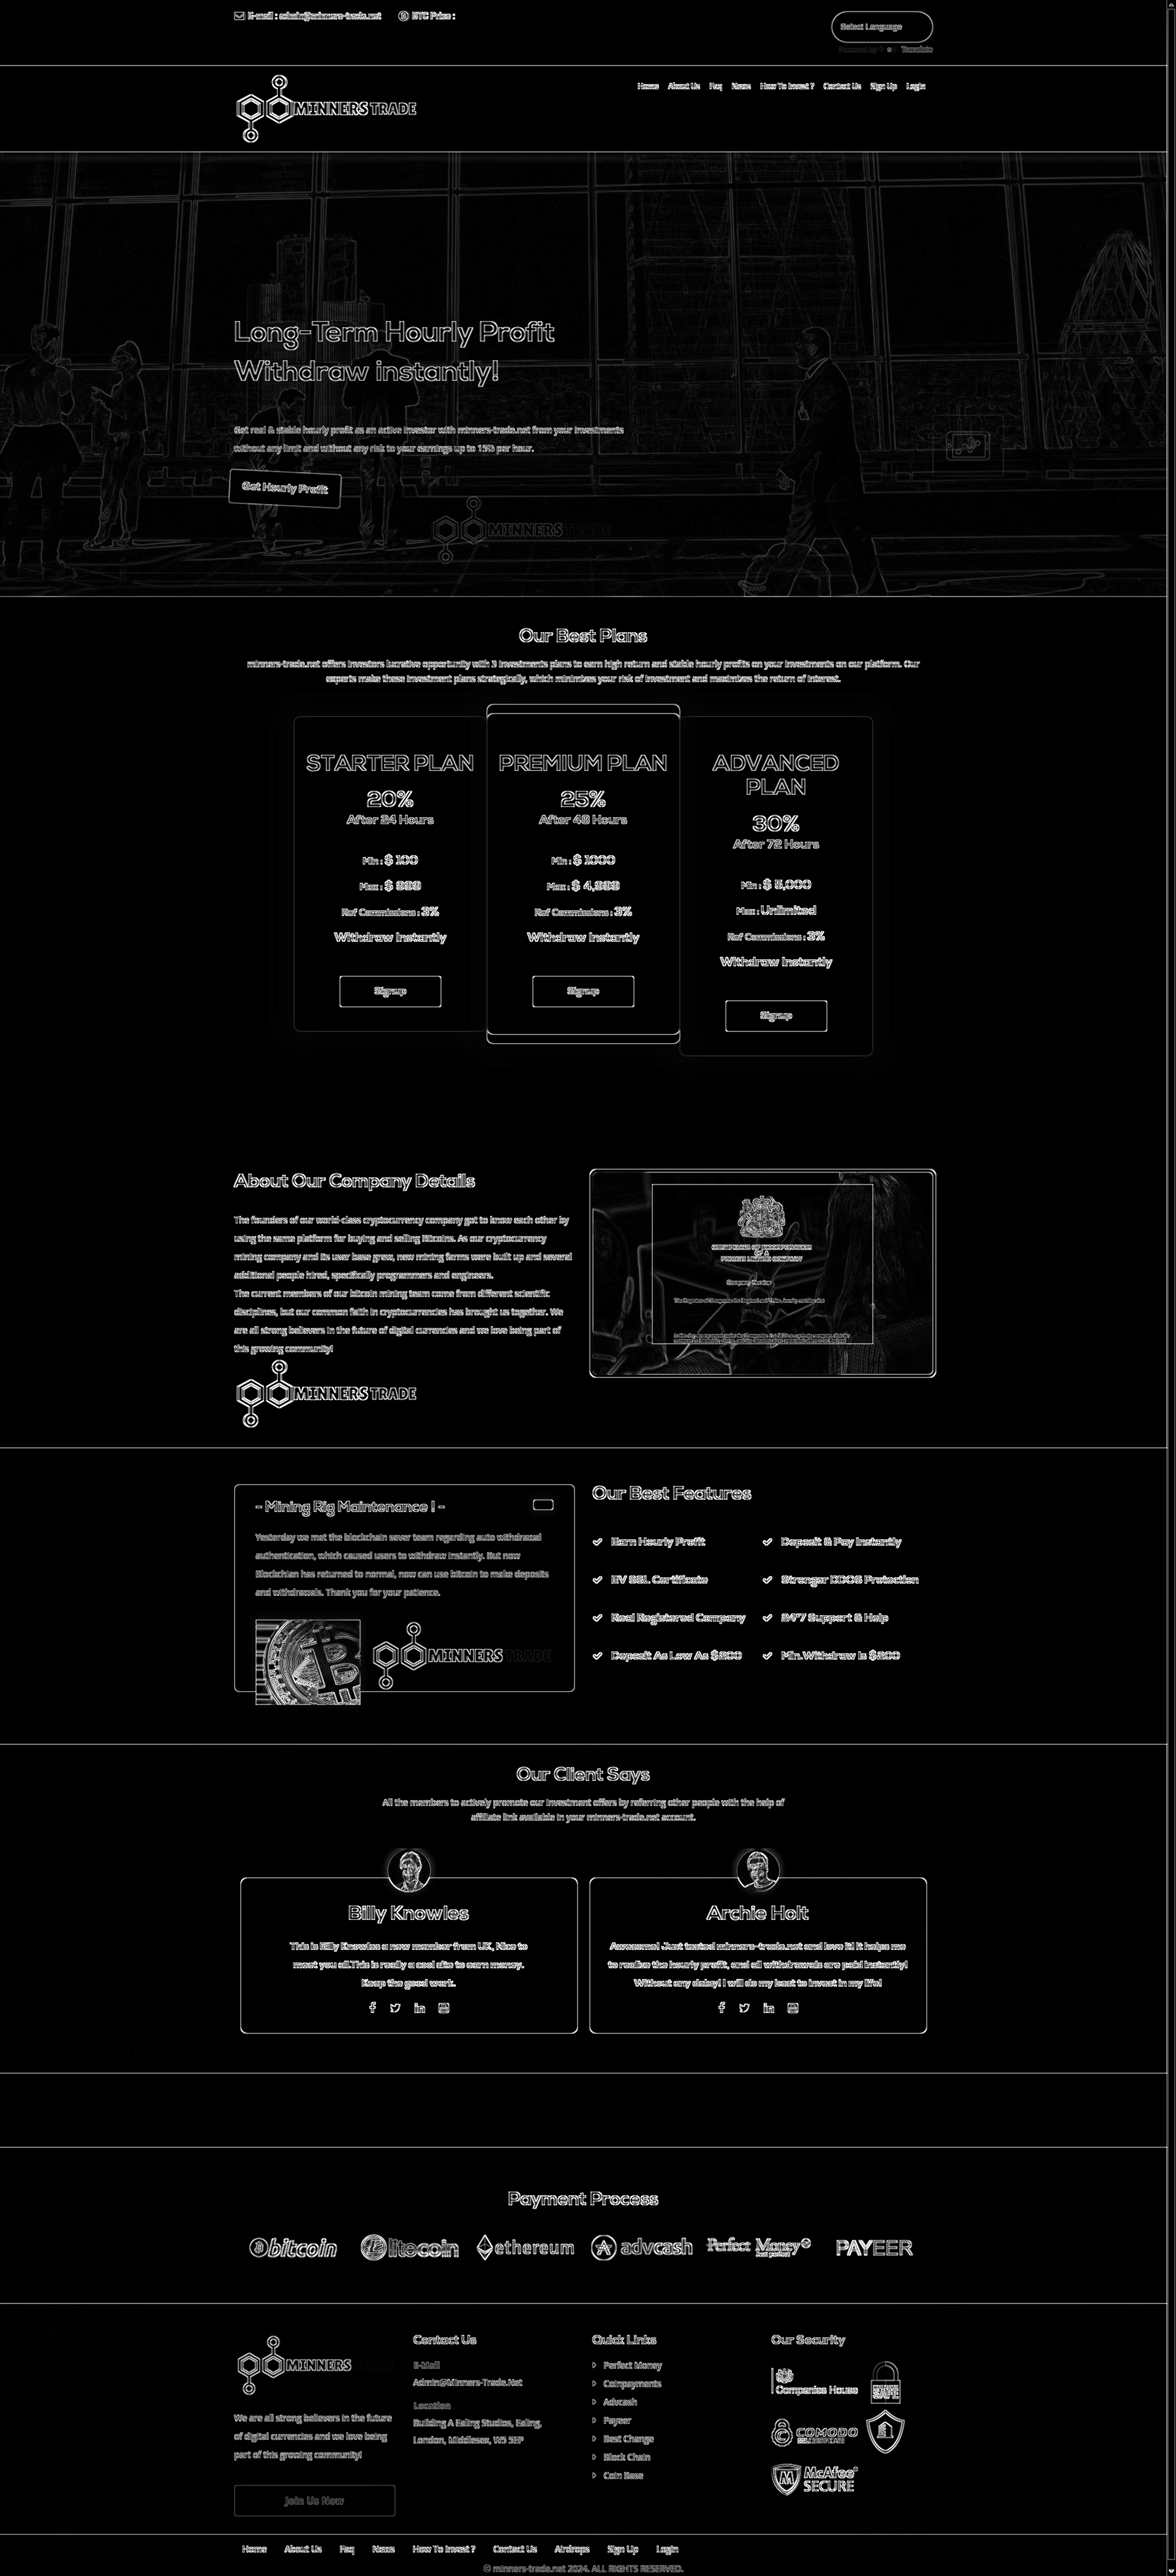 E-mail : admin@minners-trade.net
BTC Price :
Select Language
Powered by Translate
MINNERS TRADE
Home About Us Faq News How To Invest ? Contact Us Sign Up Login
Long-Term Hourly Profit
Withdraw instantly!
Get real & stable hourly profit as an active investor with minners-trade.net from your investments
without any limit and without any risk to your earnings up to 15% per hour.
Get Hourly Profit
MINNERS TRADE
Our Best Plans
minners-trade.net offers investors lucrative opportunity with 3 investments plans to earn high return and stable hourly profits on your investments on our platform. Our
experts make these investment plans strategically, which minimizes your risk of investment and maximizes the return of interest.
STARTER PLAN
20%
After 24 Hours
Min : $ 100
Max : $ 999
Ref Commissions : 3%
Withdraw Instantly
Signup
PREMIUM PLAN
25%
After 48 Hours
Min : $ 1000
Max : $ 4,999
Ref Commissions : 3%
Withdraw Instantly
Signup
ADVANCED
PLAN
30%
After 72 Hours
Min : $ 5,000
Max : Unlimited
Ref Commissions : 3%
Withdraw Instantly
Signup
About Our Company Details
The founders of our world-class cryptocurrency company got to know each other by
using the same platform for buying and selling Bitcoins. As our cryptocurrency
mining company and its user base grew, new mining farms were built up and several
additional people hired, specifically programmers and engineers.
The current members of our bitcoin mining team come from different scientific
disciplines, but our common faith in cryptocurrencies has brought us together. We
are all strong believers in the future of digital currencies and we love being part of
this growing community!
MINNERS TRADE
CERTIFICATE OF INCORPORATION
OF A
PRIVATE LIMITED COMPANY
Company Number
- Mining Rig Maintenance ! -
Yesterday we met the blockchain sever team regarding auto withdrawal
authentication, which caused users to withdraw instantly. But now
Blockchian has returned to normal, now can use bitcoin to make deposits
and withdrawals. Thank you for your patience.
MINNERS TRADE
Our Best Features
Earn Hourly Profit
Deposit & Pay Instantly
EV SSL Certificate
Stronger DDOS Protection
Real Registered Company
24*7 Support & Help
Deposit As Low As $200
Min.Withdraw Is $200
Our Client Says
All the members to actively promote our investment offers by referring other people with the help of
affiliate link available in your minners-trade.net account.
Billy Knowles
This is Billy Knowles a new member from UK, Nice to
meet you all.This is really a cool site to earn money.
Keep the good work.
Archie Holt
Awesome! Just tested minners-trade.net and love it! It helps me
to realize the hourly profit, and all withdrawals are paid instantly!
Without any delay! I will do my best to invest in my life!
Payment Process
bitcoin litecoin ethereum advcash Perfect Money PAYEER
MINNERS
We are all strong believers in the future
of digital currencies and we love being
part of this growing community!
Join Us Now
Contact Us
E-Mail
Admin@Minners-Trade.Net
Location
Building A Ealing Studios, Ealing,
London, Middlesex, W5 5EP
Quick Links
Perfect Money
Coinpayments
Advcash
Payeer
Best Change
Block Chain
Coin Base
Our Security
Companies House
COMODO
McAfee
SECURE
Home About Us Faq News How To Invest ? Contact Us Airdrops Sign Up Login
© minners-trade.net 2024. ALL RIGHTS RESERVED.